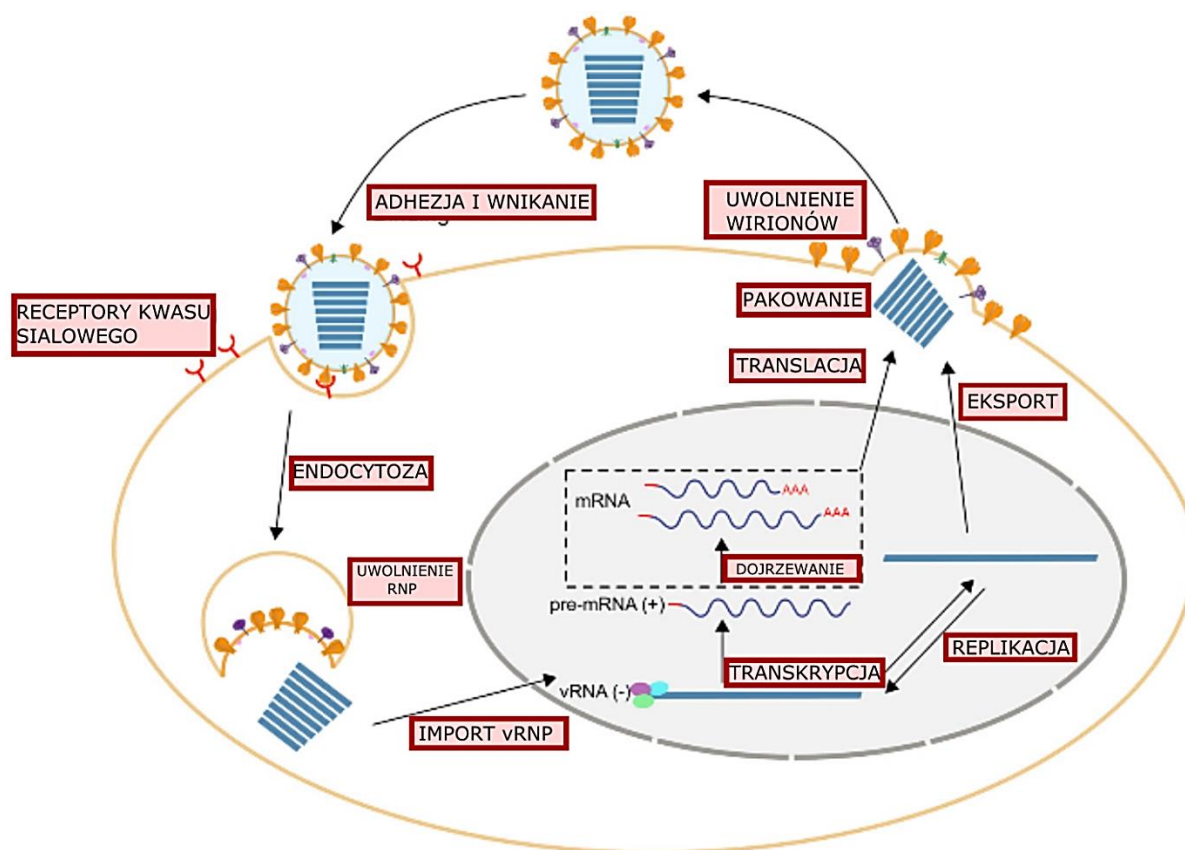 ADHEZJA I WNIKANIE
UWOLNIENIE
WIRIONÓW
RECEPTORY KWASU
SIALOWEGO
PAKOWANIE
TRANSLACJA
EKSPORT
ENDOCYTOZA
mRNA
AAA
AAA
UWOLNIENIE
RNP
DOJRZEWANIE
pre-mRNA (+)
REPLIKACJA
TRANSKRYPCJA
vRNA (-)
IMPORT vRNP